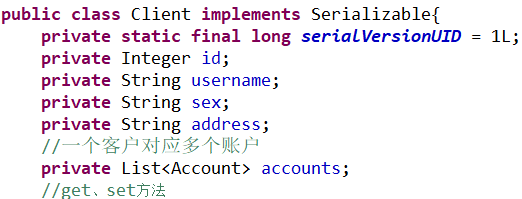 public class Client implements Serializable{
private static final long serialVersionUID = 1L;
private Integer id;
private String username;
private String sex;
private String address;
//一个客户对应多个账户
private List<Account> accounts;
//get、set方法